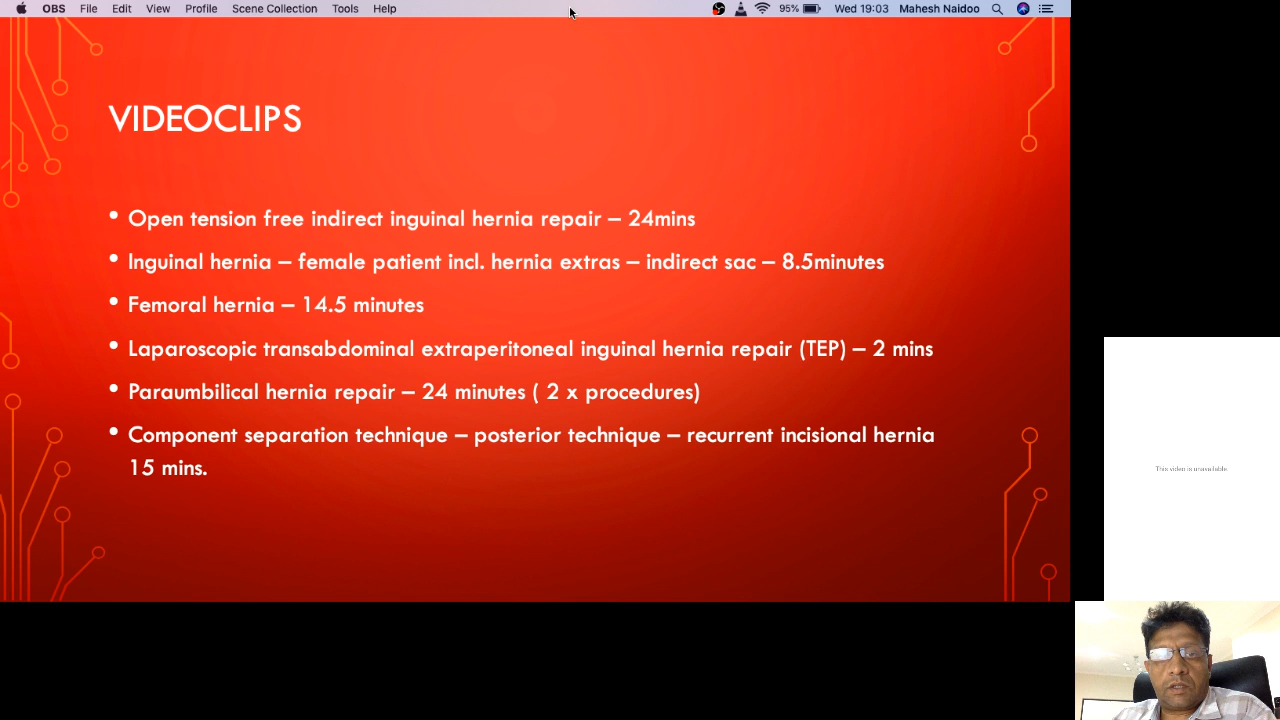 OBS File Edit View Profile Scene Collection Tools Help 95% Wed 19:03 Mahesh Naidoo
VIDEOCLIPS
• Open tension free indirect inguinal hernia repair – 24mins
• Inguinal hernia – female patient incl. hernia extras – indirect sac – 8.5minutes
• Femoral hernia – 14.5 minutes
• Laparoscopic transabdominal extraperitoneal inguinal hernia repair (TEP) – 2 mins
• Paraumbilical hernia repair – 24 minutes ( 2 x procedures)
• Component separation technique – posterior technique – recurrent incisional hernia
15 mins.
This video is unavailable